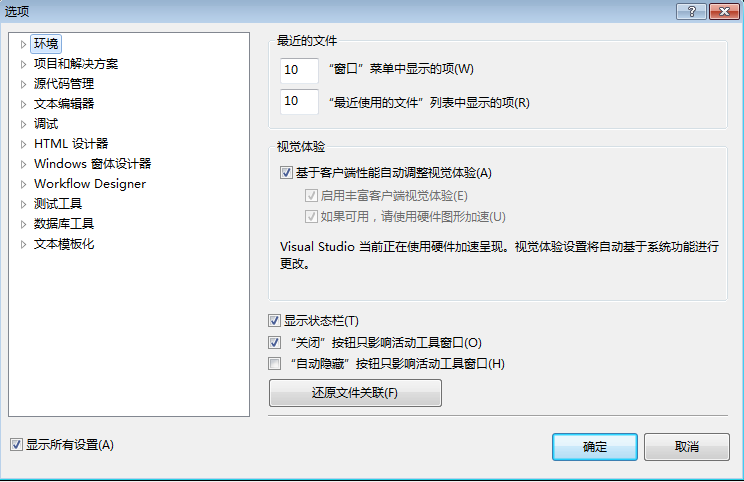 选项
环境
项目和解决方案
源代码管理
文本编辑器
调试
HTML 设计器
Windows 窗体设计器
Workflow Designer
测试工具
数据库工具
文本模板化
最近的文件
10 “窗口”菜单中显示的项(W)
10 “最近使用的文件”列表中显示的项(R)
视觉体验
基于客户端性能自动调整视觉体验(A)
启用丰富客户端视觉体验(E)
如果可用，请使用硬件图形加速(U)
Visual Studio 当前正在使用硬件加速呈现。视觉体验设置将自动基于系统功能进行
更改。
显示状态栏(T)
“关闭”按钮只影响活动工具窗口(O)
“自动隐藏”按钮只影响活动工具窗口(H)
还原文件关联(F)
显示所有设置(A)
确定
取消